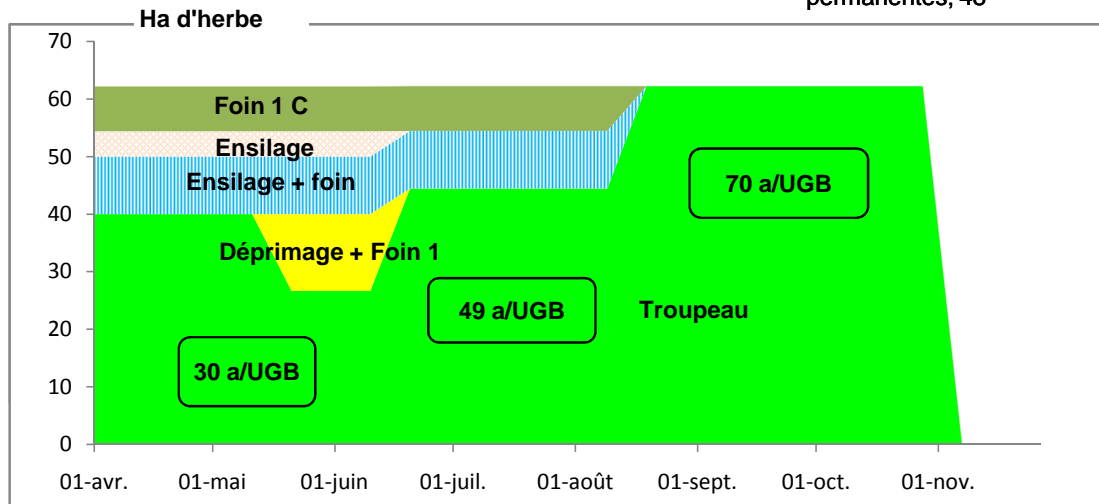 permanentes, 48
Ha d'herbe
70
60
50
40
30
20
10
0
Foin 1 C
Ensilage
Ensilage + foin
Déprimage + Foin 1
70 a/UGB
49 a/UGB
Troupeau
30 a/UGB
01-avr. 01-mai 01-juin 01-juil. 01-août 01-sept. 01-oct. 01-nov.